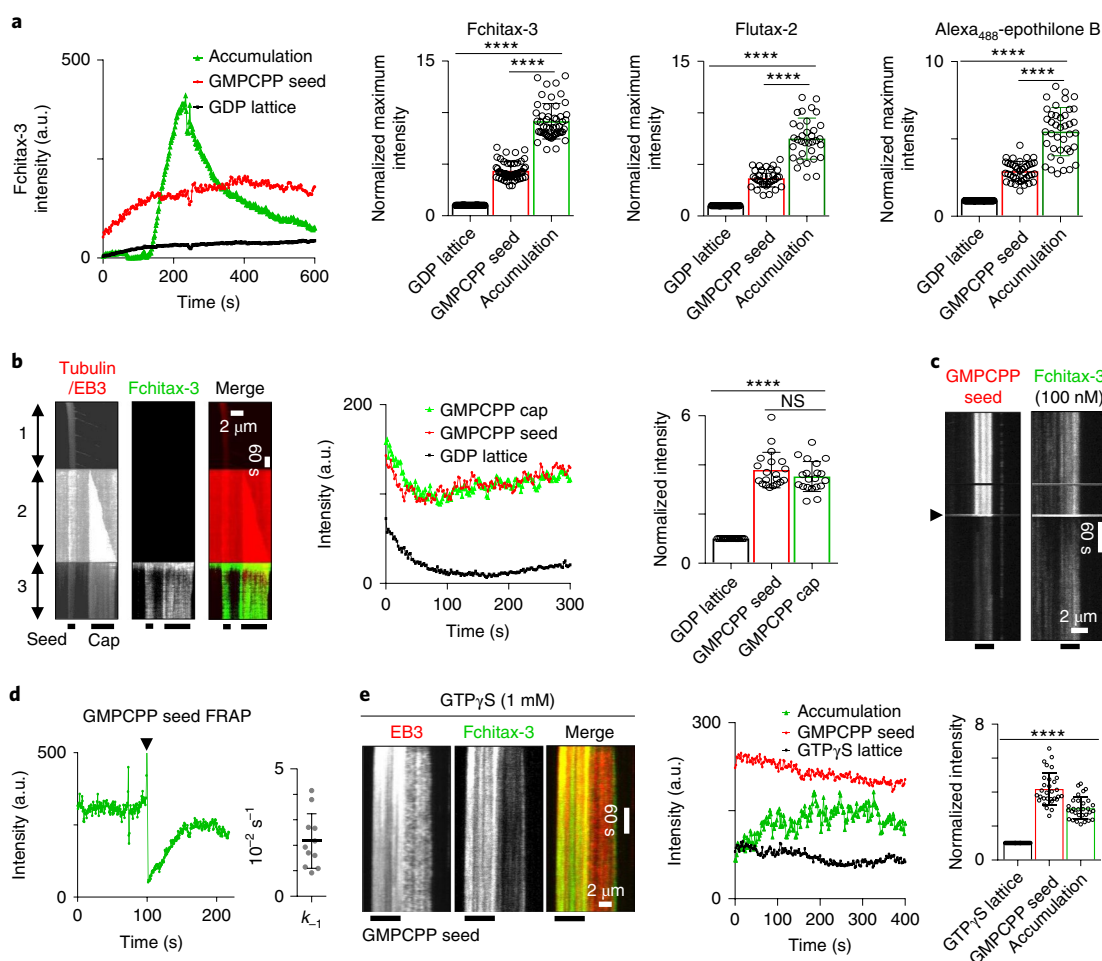 a
Fchitax-3
intensity (a.u.)
500
0
Accumulation
GMPCPP seed
GDP lattice
0 200 400 600
Time (s)
Fchitax-3
Normalized maximum
intensity
15
0
****
****
GDP lattice
GMPCPP seed
Accumulation
Flutax-2
Normalized maximum
intensity
15
0
****
****
GDP lattice
GMPCPP seed
Accumulation
Alexa488-epothilone B
Normalized maximum
intensity
10
5
0
****
****
GDP lattice
GMPCPP seed
Accumulation
b
Tubulin
/EB3
Fchitax-3
Merge
1
2
3
2 μm
60 s
Seed
Cap
Intensity (a.u.)
200
0
GMPCPP cap
GMPCPP seed
GDP lattice
0 100 200 300
Time (s)
Normalized intensity
6
3
0
****
NS
GDP lattice
GMPCPP seed
GMPCPP cap
c
GMPCPP
seed
Fchitax-3
(100 nM)
60 s
2 μm
d
GMPCPP seed FRAP
Intensity (a.u.)
500
0
0 100 200
Time (s)
10−2 s−1
5
0
k−1
e
GTPγS (1 mM)
EB3
Fchitax-3
Merge
60 s
2 μm
GMPCPP seed
Intensity (a.u.)
300
0
Accumulation
GMPCPP seed
GTPγS lattice
0 100 200 300 400
Time (s)
Normalized intensity
8
4
0
****
GTPγS lattice
GMPCPP seed
Accumulation